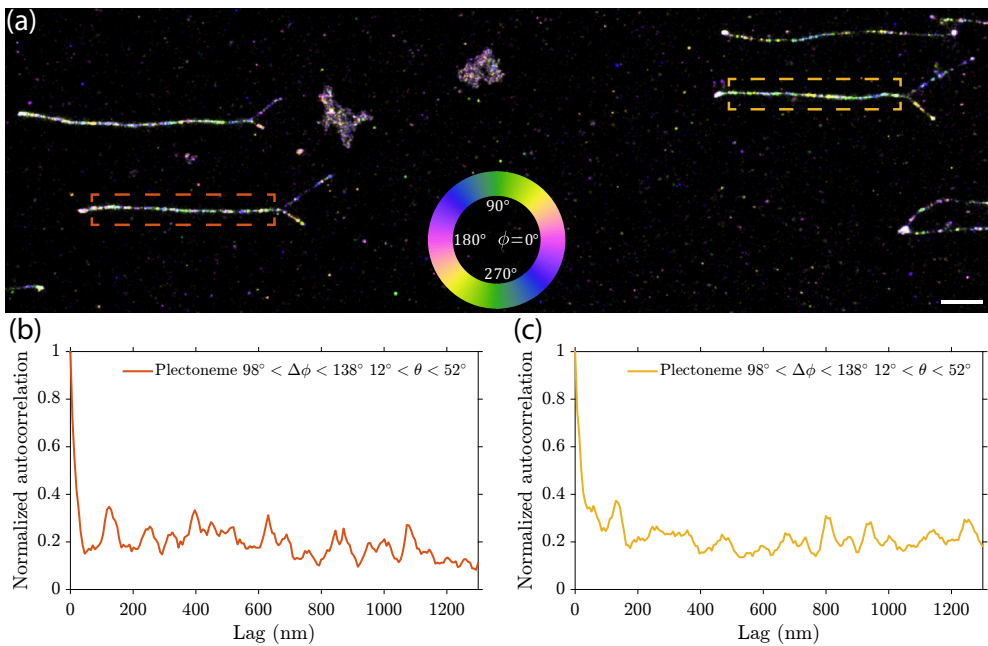 (a)
90°
180° ϕ=0°
270°
(b)
(c)
Plectoneme 98° < Δϕ < 138° 12° < θ < 52°
Normalized autocorrelation
1
0.8
0.6
0.4
0.2
0
0 200 400 600 800 1000 1200
Lag (nm)
Plectoneme 98° < Δϕ < 138° 12° < θ < 52°
Normalized autocorrelation
1
0.8
0.6
0.4
0.2
0
0 200 400 600 800 1000 1200
Lag (nm)